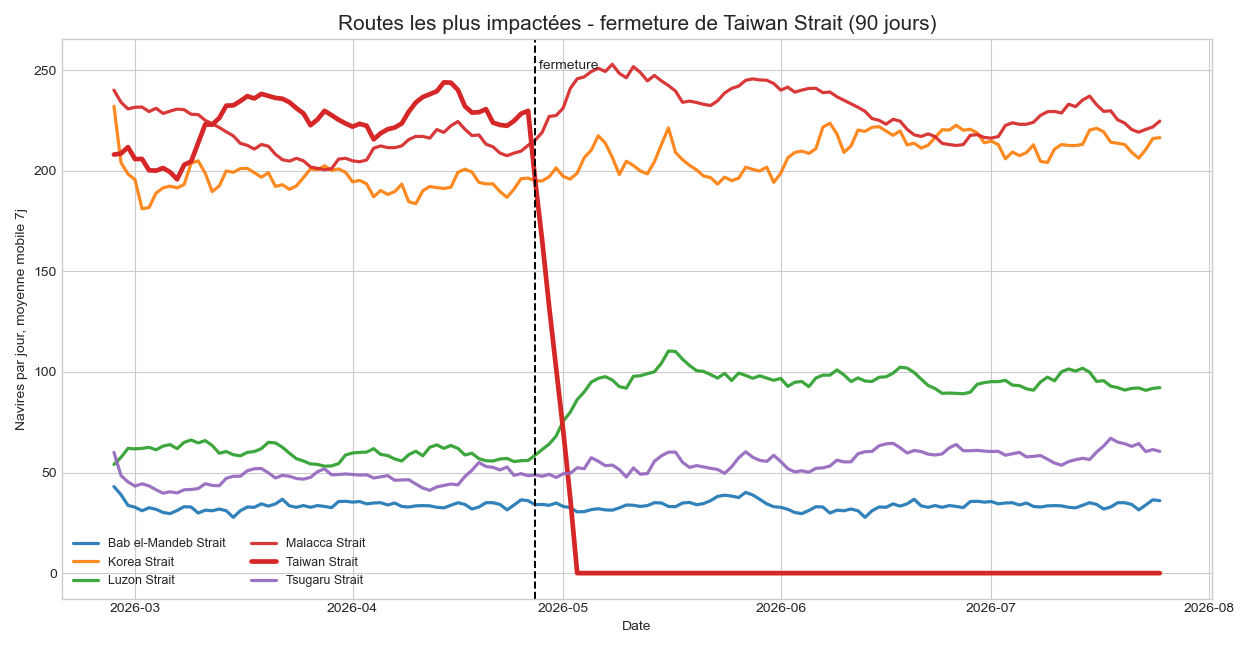 Routes les plus impactées - fermeture de Taiwan Strait (90 jours)
fermeture
250
200
150
100
50
0
Navires par jour, moyenne mobile 7j
Bab el-Mandeb Strait
Korea Strait
Luzon Strait
Malacca Strait
Taiwan Strait
Tsugaru Strait
2026-03 2026-04 2026-05 2026-06 2026-07 2026-08
Date